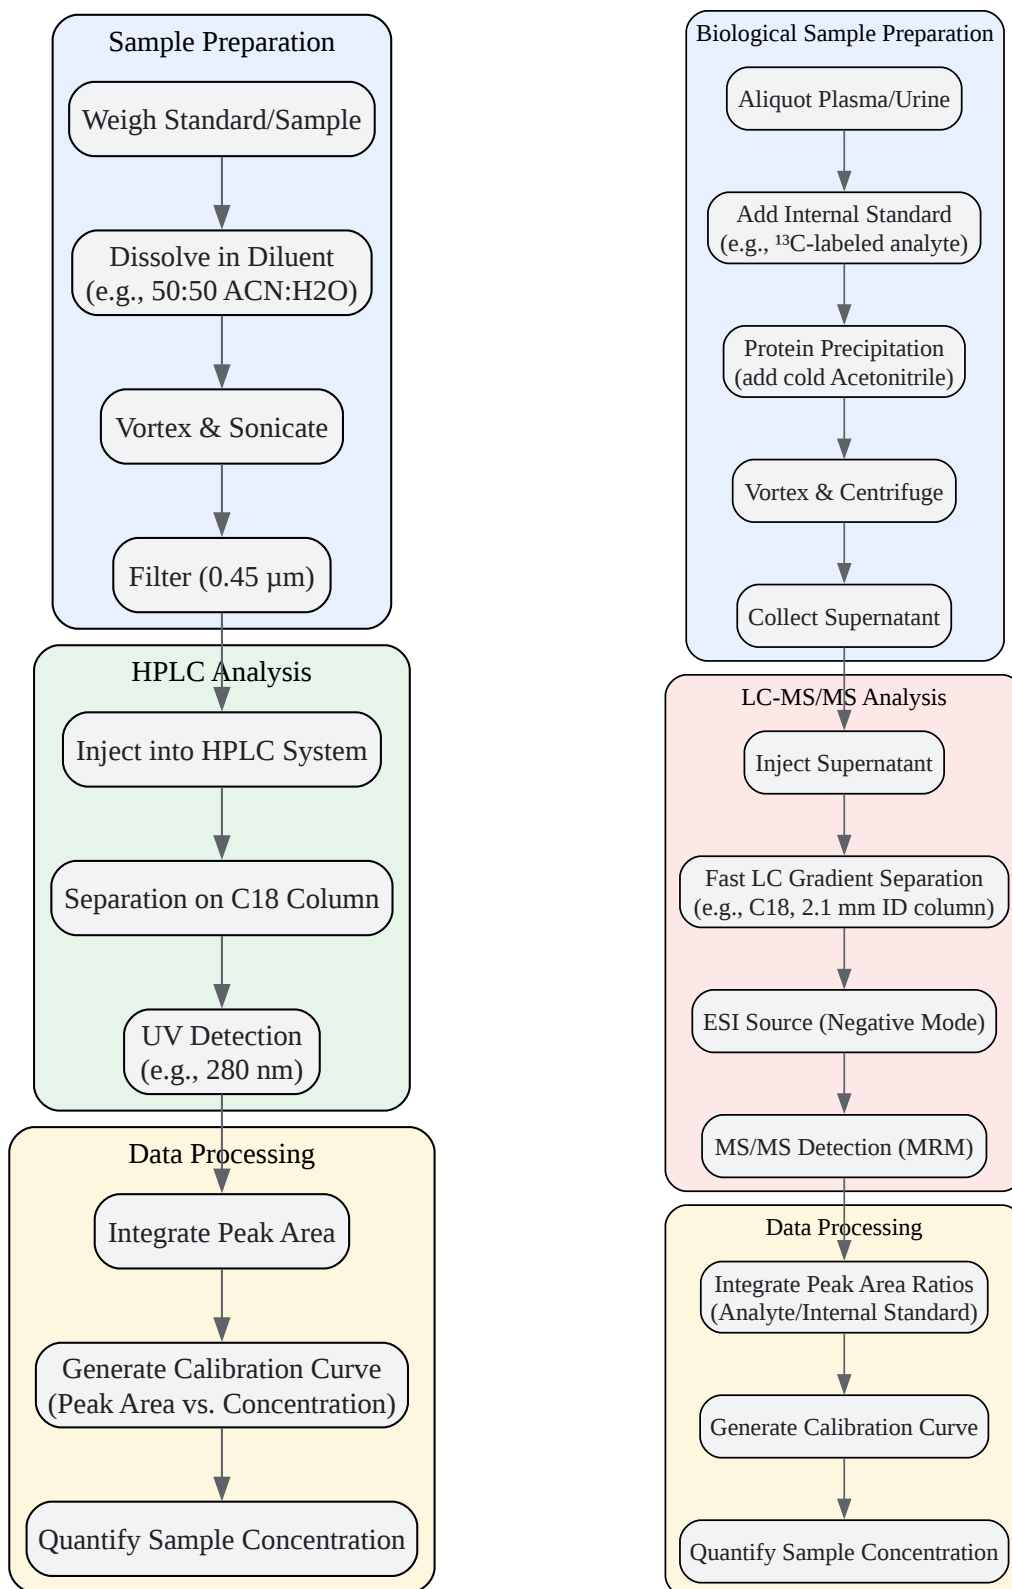 Sample Preparation
Weigh Standard/Sample
Dissolve in Diluent
(e.g., 50:50 ACN:H2O)
Vortex & Sonicate
Filter (0.45 µm)
HPLC Analysis
Inject into HPLC System
Separation on C18 Column
UV Detection
(e.g., 280 nm)
Data Processing
Integrate Peak Area
Generate Calibration Curve
(Peak Area vs. Concentration)
Quantify Sample Concentration
Biological Sample Preparation
Aliquot Plasma/Urine
Add Internal Standard
(e.g., ¹³C-labeled analyte)
Protein Precipitation
(add cold Acetonitrile)
Vortex & Centrifuge
Collect Supernatant
LC-MS/MS Analysis
Inject Supernatant
Fast LC Gradient Separation
(e.g., C18, 2.1 mm ID column)
ESI Source (Negative Mode)
MS/MS Detection (MRM)
Data Processing
Integrate Peak Area Ratios
(Analyte/Internal Standard)
Generate Calibration Curve
Quantify Sample Concentration